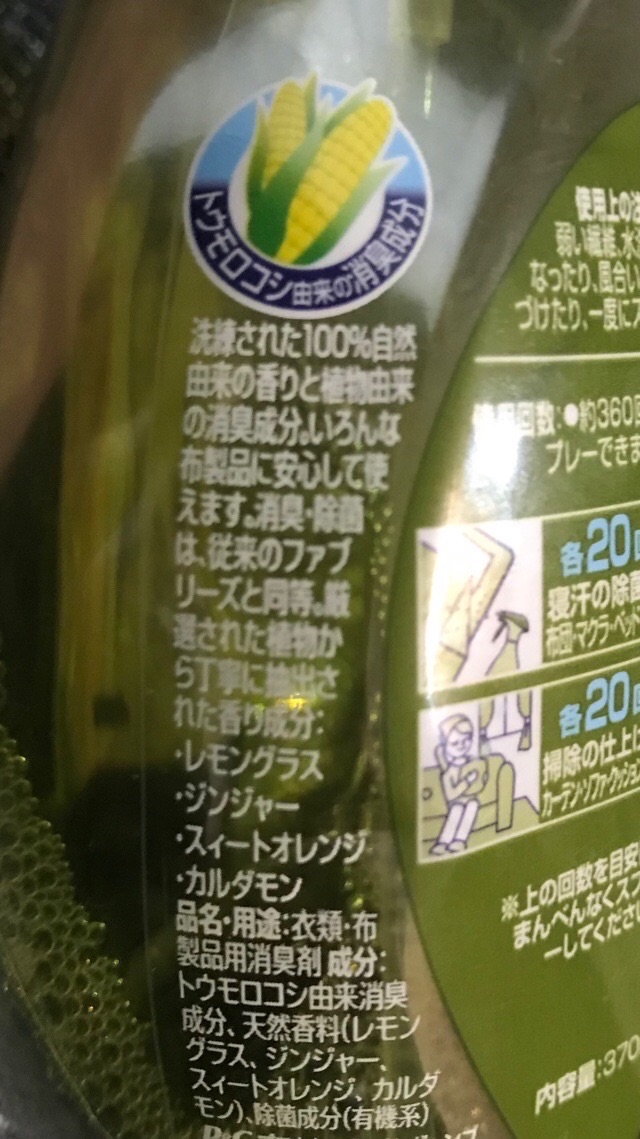 トウモロコシ由来の消臭成分
洗練された100%自然
由来の香りと植物由来
の消臭成分。いろんな
布製品に安心して使
えます。消臭・除菌
は、従来のファブ
リーズと同等。厳
選された植物か
ら丁寧に抽出さ
れた香り成分:
・レモングラス
・ジンジャー
・スィートオレンジ
・カルダモン
品名・用途:衣類・布
製品用消臭剤 成分:
トウモロコシ由来消臭
成分、天然香料(レモン
グラス、ジンジャー、
スィートオレンジ、カルダ
モン)、除菌成分(有機系)
使用上の
弱い繊維、水
なったり、風合い
づけたり、一度に
使用回数:●約360
プレーできま
各20
寝汗の除菌
布団・マクラ・ベット
各20
掃除の仕上
カーテン・ソファ・クッション
※上の回数を目安
まんべんなくス
ーしてくださ
内容量:370